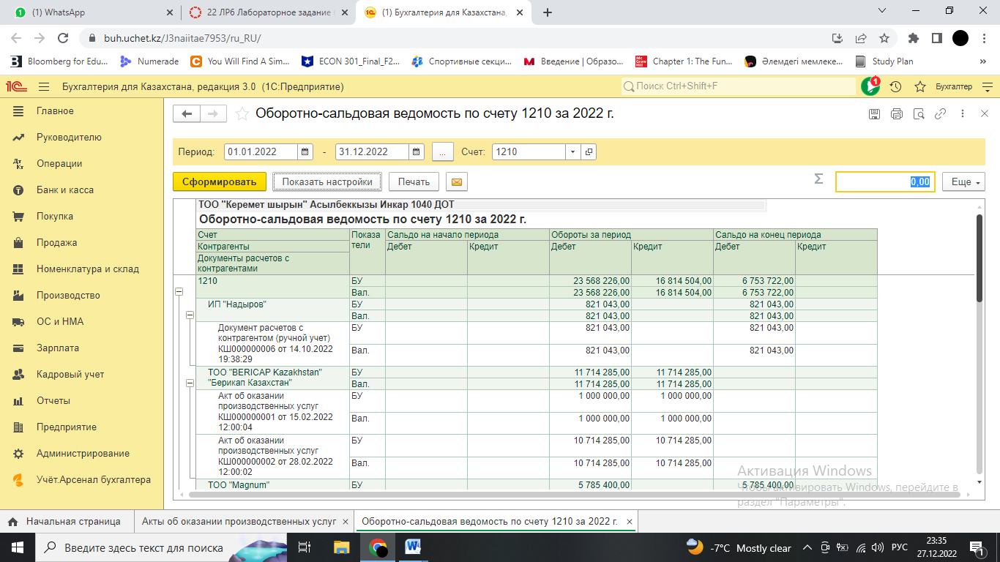 (1) WhatsApp
22 ЛР6 Лабораторное задание
(1) Бухгалтерия для Казахстана,
buh.uchet.kz/J3naiitae7953/ru_RU/
Bloomberg for Edu...
Numerade
You Will Find A Sim...
ECON 301_Final_F2...
Спортивные секци...
Введение | Образо...
Chapter 1: The Fun...
Әлемдегі мемлеке...
Study Plan
»
Бухгалтерия для Казахстана, редакция 3.0 (1С:Предприятие)
Поиск Ctrl+Shift+F
1
Бухгалтер
Главное
Руководителю
Операции
Банк и касса
Покупка
Продажа
Номенклатура и склад
Производство
ОС и НМА
Зарплата
Кадровый учет
Отчеты
Предприятие
Администрирование
Учёт.Арсенал бухгалтера
Оборотно-сальдовая ведомость по счету 1210 за 2022 г.
Период: 01.01.2022 - 31.12.2022 ... Счет: 1210
Сформировать Показать настройки Печать Σ 0,00 Еще
ТОО "Керемет шырын" Асылбеккызы Инкар 1040 ДОТ
Оборотно-сальдовая ведомость по счету 1210 за 2022 г.
Счет Показа Сальдо на начало периода Обороты за период Сальдо на конец периода
Контрагенты тели Дебет Кредит Дебет Кредит Дебет Кредит
Документы расчетов с
контрагентами
1210 БУ 23 568 226,00 16 814 504,00 6 753 722,00
Вал. 23 568 226,00 16 814 504,00 6 753 722,00
ИП "Надыров" БУ 821 043,00 821 043,00
Вал. 821 043,00 821 043,00
Документ расчетов с БУ 821 043,00 821 043,00
контрагентом (ручной учет)
КШ000000006 от 14.10.2022 Вал. 821 043,00 821 043,00
19:38:29
ТОО "BERICAP Kazakhstan" БУ 11 714 285,00 11 714 285,00
"Берикап Казахстан" Вал. 11 714 285,00 11 714 285,00
Акт об оказании БУ 1 000 000,00 1 000 000,00
производственных услуг
КШ000000001 от 15.02.2022 Вал. 1 000 000,00 1 000 000,00
12:00:04
Акт об оказании БУ 10 714 285,00 10 714 285,00
производственных услуг
КШ000000002 от 28.02.2022 Вал. 10 714 285,00 10 714 285,00
12:00:02
ТОО "Magnum" БУ 5 785 400,00 5 785 400,00
Активация Windows
Чтобы активировать Windows, перейдите в
раздел "Параметры".
Начальная страница
Акты об оказании производственных услуг
Оборотно-сальдовая ведомость по счету 1210 за 2022 г.
Введите здесь текст для поиска
-7°C Mostly clear
РУС
23:35
27.12.2022
1